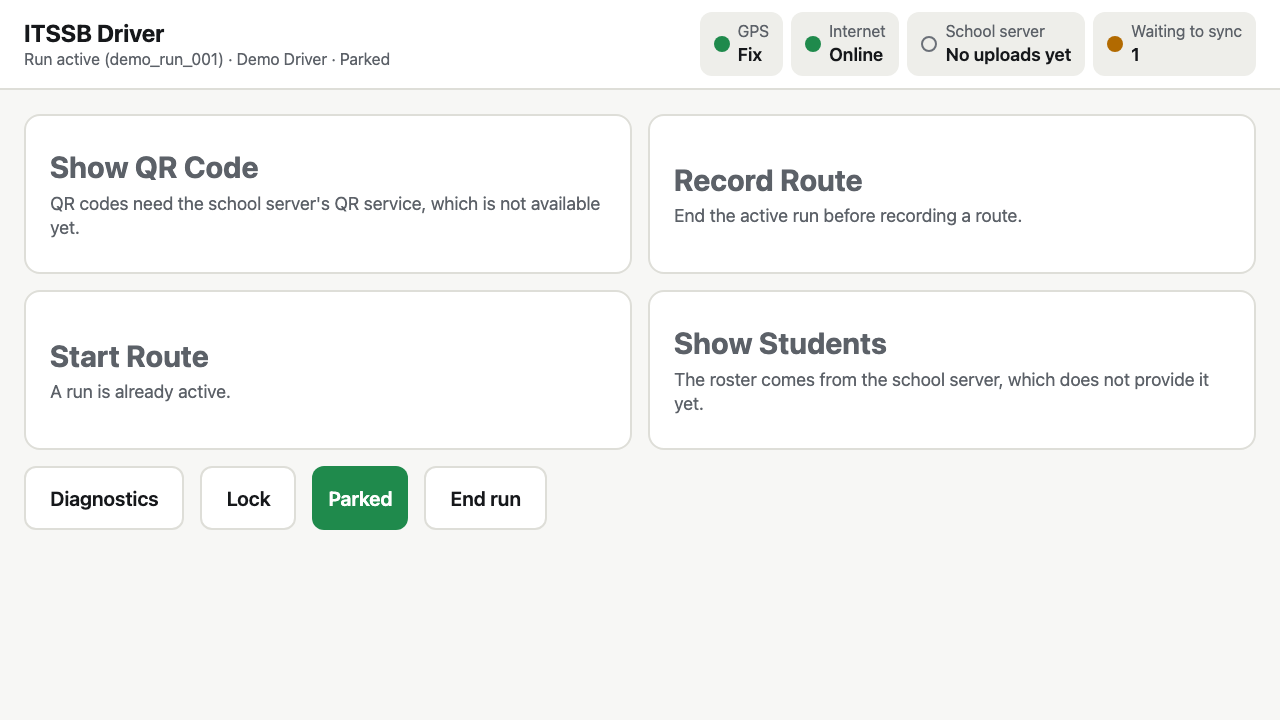 ITSSB Driver
Run active (demo_run_001) · Demo Driver · Parked
GPS
Fix
Internet
Online
School server
No uploads yet
Waiting to sync
1
Show QR Code
QR codes need the school server's QR service, which is not available
yet.
Record Route
End the active run before recording a route.
Start Route
A run is already active.
Show Students
The roster comes from the school server, which does not provide it
yet.
Diagnostics
Lock
Parked
End run